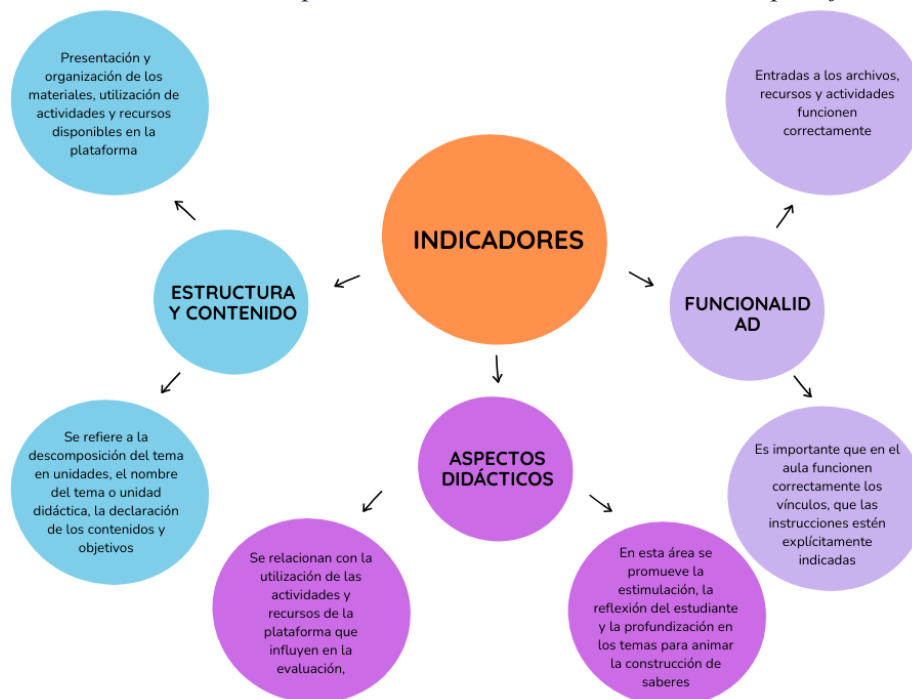 Presentación y
organización de los
materiales, utilización de
actividades y recursos
disponibles en la
plataforma
Entradas a los archivos,
recursos y actividades
funcionen
correctamente
INDICADORES
ESTRUCTURA
Y CONTENIDO
FUNCIONALID
AD
Se refiere a la
descomposición del tema
en unidades, el nombre
del tema o unidad
didáctica, la declaración
de los contenidos y
objetivos
ASPECTOS
DIDÁCTICOS
Es importante que en el
aula funcionen
correctamente los
vínculos, que las
instrucciones estén
explícitamente
indicadas
Se relacionan con la
utilización de las
actividades y
recursos de la
plataforma que
influyen en la
evaluación,
En esta área se
promueve la
estimulación, la
reflexión del estudiante
y la profundización en
los temas para animar
la construcción de
saberes